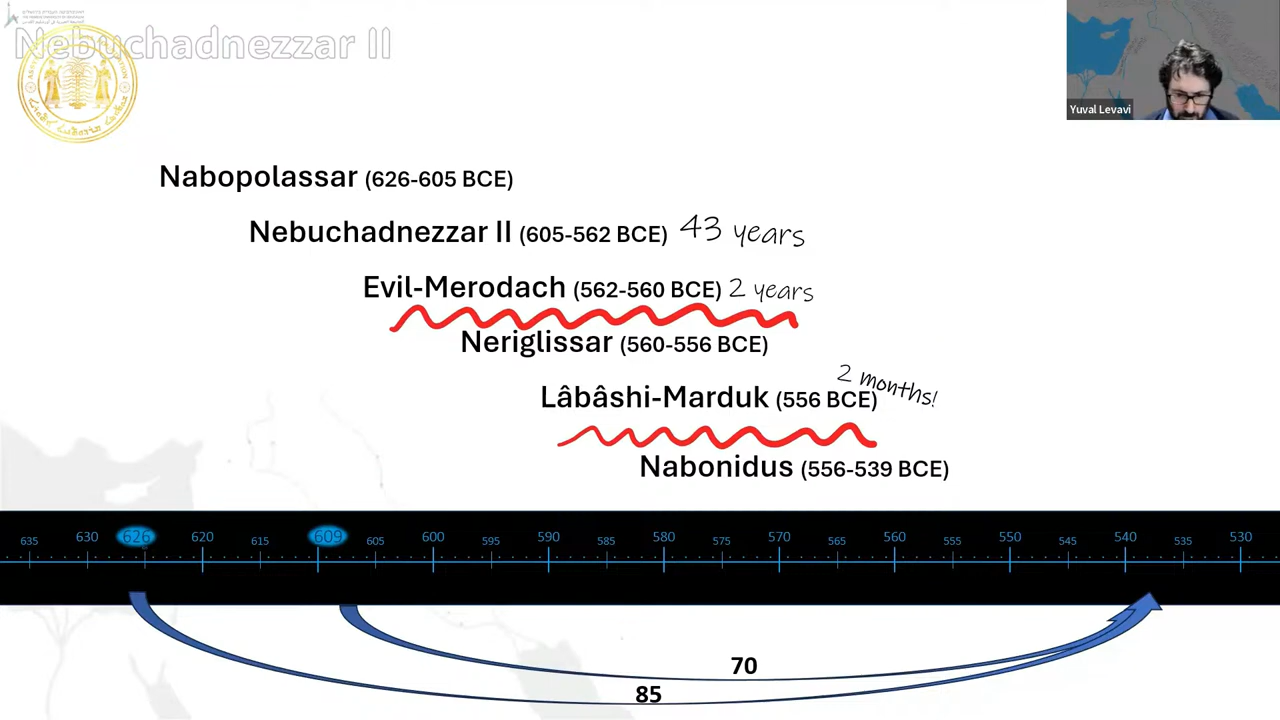 Nebuchadnezzar II
Yuval Levavi
Nabopolassar (626-605 BCE)
Nebuchadnezzar II (605-562 BCE) 43 years
Evil-Merodach (562-560 BCE) 2 years
Neriglissar (560-556 BCE)
2 months!
Lâbâshi-Marduk (556 BCE)
Nabonidus (556-539 BCE)
635 630 626 620 615 609 605 600 595 590 585 580 575 570 565 560 555 550 545 540 535 530
70
85